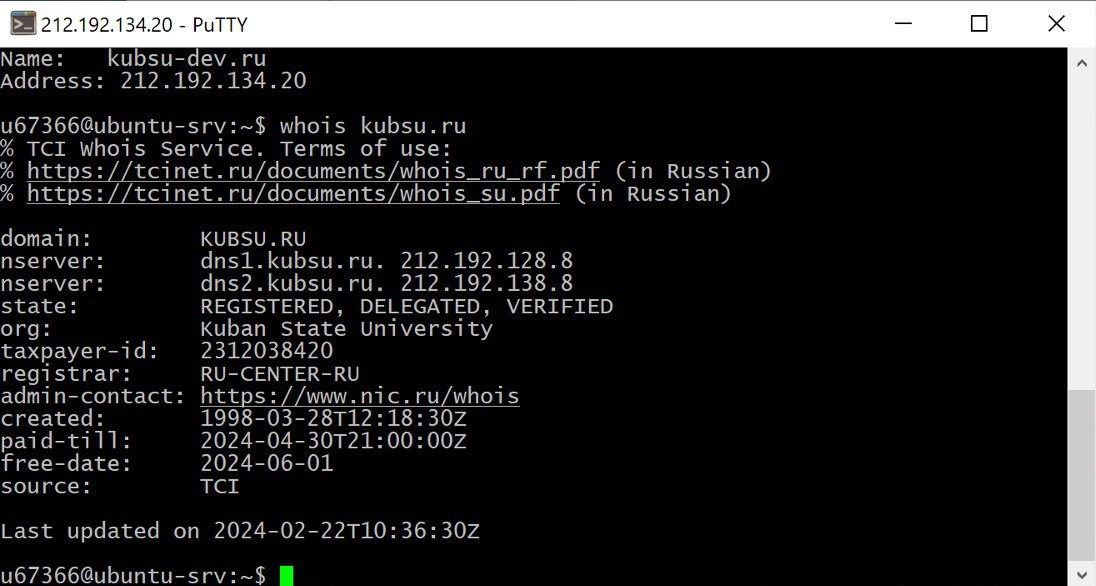 212.192.134.20 - PuTTY
Name:   kubsu-dev.ru
Address: 212.192.134.20
u67366@ubuntu-srv:~$ whois kubsu.ru
% TCI Whois Service. Terms of use:
% https://tcinet.ru/documents/whois_ru_rf.pdf (in Russian)
% https://tcinet.ru/documents/whois_su.pdf (in Russian)
domain:        KUBSU.RU
nserver:       dns1.kubsu.ru. 212.192.128.8
nserver:       dns2.kubsu.ru. 212.192.138.8
state:         REGISTERED, DELEGATED, VERIFIED
org:           Kuban State University
taxpayer-id:   2312038420
registrar:     RU-CENTER-RU
admin-contact: https://www.nic.ru/whois
created:       1998-03-28T12:18:30Z
paid-till:     2024-04-30T21:00:00Z
free-date:     2024-06-01
source:        TCI
Last updated on 2024-02-22T10:36:30Z
u67366@ubuntu-srv:~$